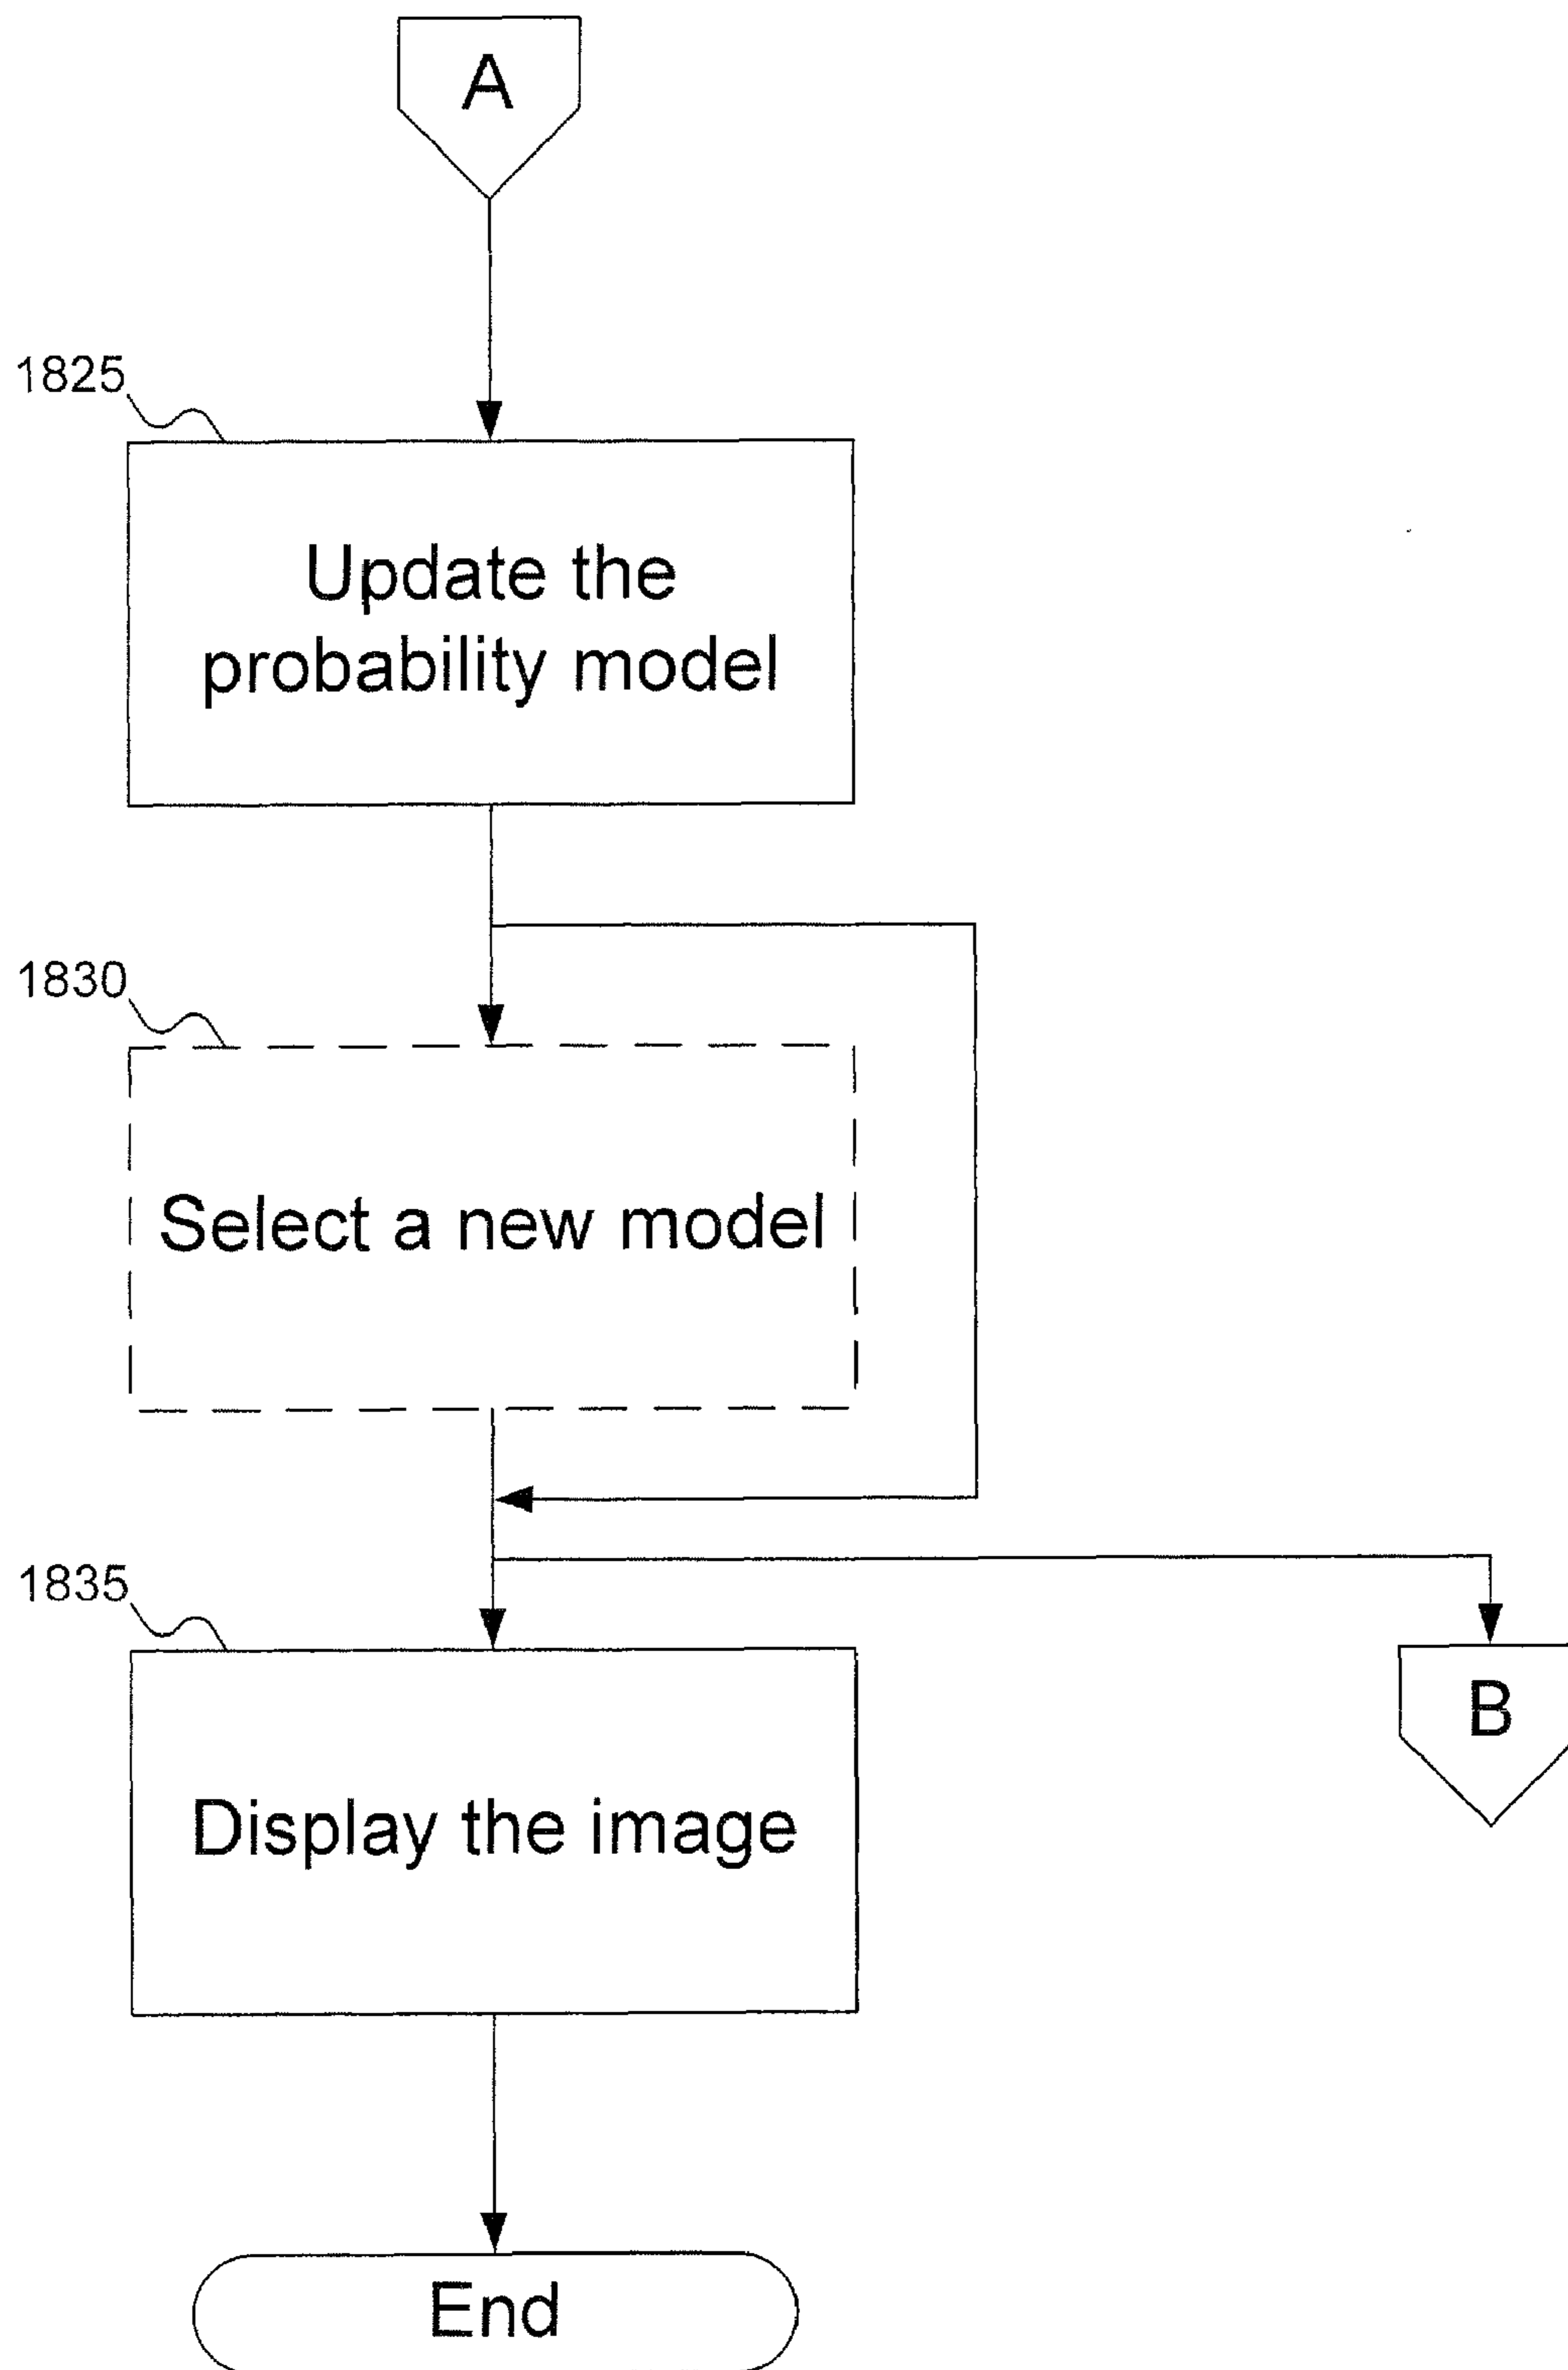 A
1825
Update the
probability model
1830
Select a new model
1835
B
Display the image
End